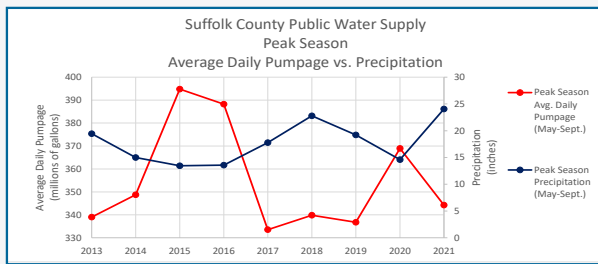 Suffolk County Public Water Supply
Peak Season
Average Daily Pumpage vs. Precipitation
Average Daily Pumpage
(millions of gallons)
400
390
380
370
360
350
340
330
30
25
20
15
10
5
0
Precipitation
(inches)
2013 2014 2015 2016 2017 2018 2019 2020 2021
Peak Season
Avg. Daily
Pumpage
(May-Sept.)
Peak Season
Precipitation
(May-Sept.)